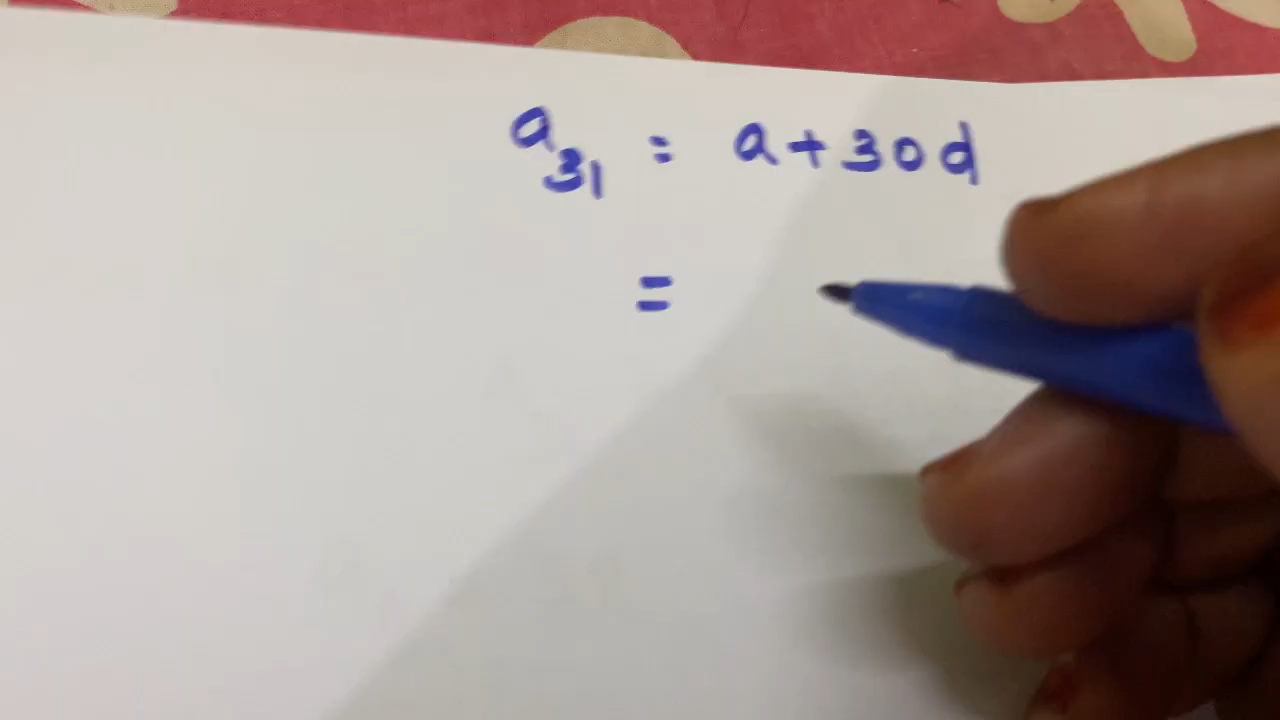 a₃₁ = a+30d
=